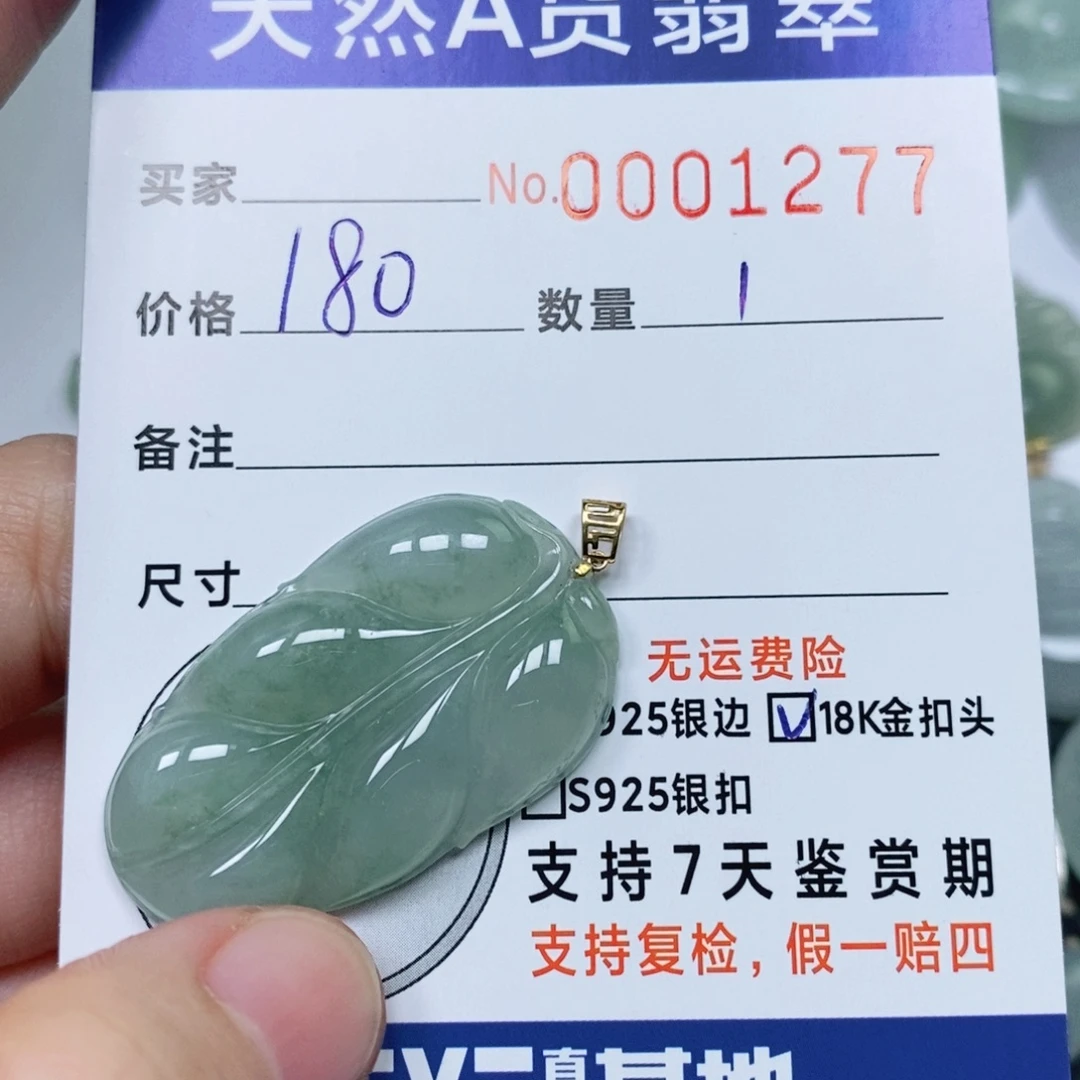 天然A货翡翠
买家 No.0001277
价格 180 数量 1
备注
尺寸
无运费险
925银边 ☑18K金扣头
□S925银扣
支持7天鉴赏期
支持复检，假一赔四
基地